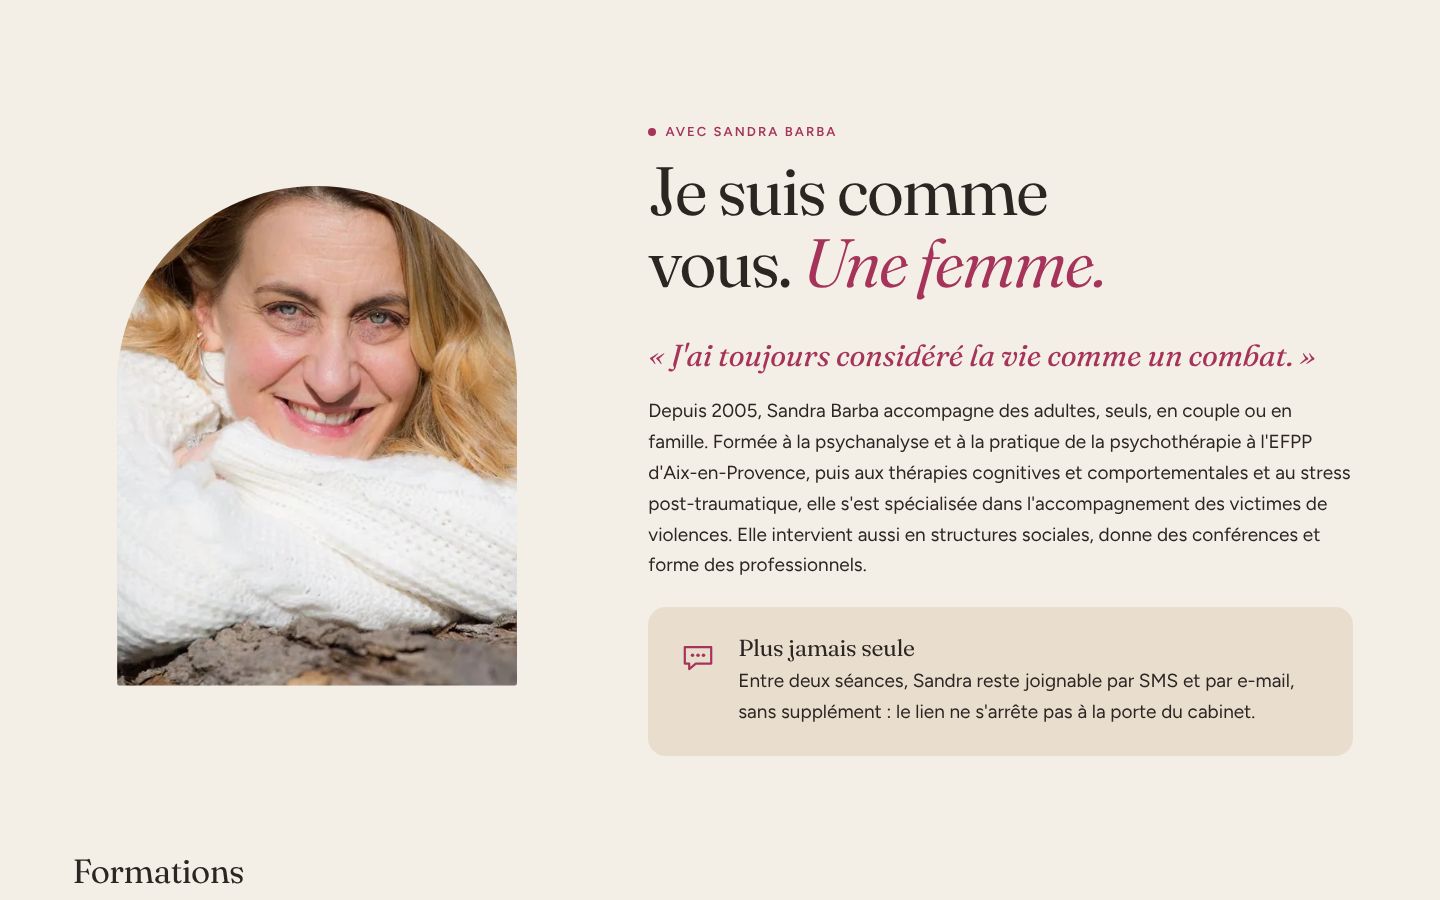 AVEC SANDRA BARBA
Je suis comme
vous. Une femme.
« J'ai toujours considéré la vie comme un combat. »
Depuis 2005, Sandra Barba accompagne des adultes, seuls, en couple ou en
famille. Formée à la psychanalyse et à la pratique de la psychothérapie à l'EFPP
d'Aix-en-Provence, puis aux thérapies cognitives et comportementales et au stress
post-traumatique, elle s'est spécialisée dans l'accompagnement des victimes de
violences. Elle intervient aussi en structures sociales, donne des conférences et
forme des professionnels.
Plus jamais seule
Entre deux séances, Sandra reste joignable par SMS et par e-mail,
sans supplément : le lien ne s'arrête pas à la porte du cabinet.
Formations